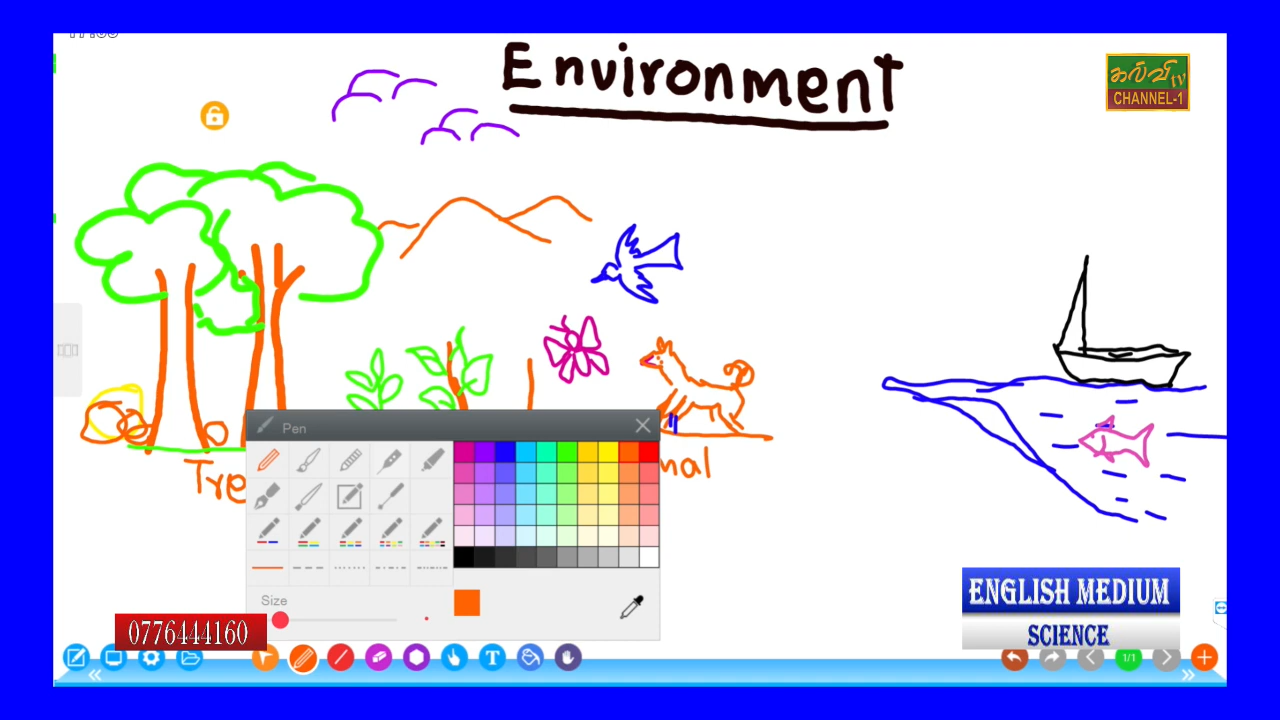 Environment
கல்வி TV
CHANNEL-1
Pen
Tre
nal
Size
ENGLISH MEDIUM
SCIENCE
0776444160
T
1/1